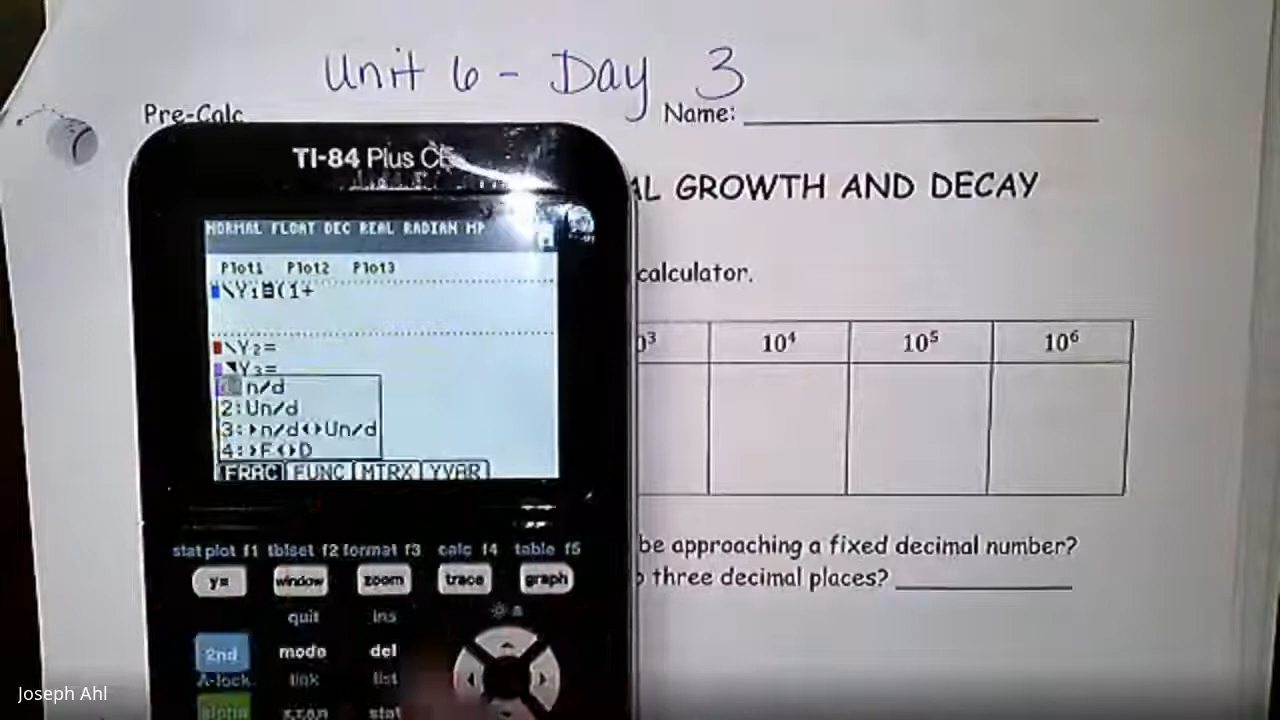 Unit 6 - Day 3
Pre-Calc
Name:
TI-84 Plus CE
AL GROWTH AND DECAY
NORMAL FLOAT DEC REAL RADIAN MP
calculator.
Plot1 Plot2 Plot3
\Y1=(1+
10³ 10⁴ 10⁵ 10⁶
\Y2=
\Y3=
n/d
2:Un/d
3:▸n/d◂▸Un/d
4:▸F◂▸D
FRAC FUNC MTRX YVAR
be approaching a fixed decimal number?
three decimal places?
stat plot f1 tblset f2 format f3 calc f4 table f5
y= window zoom trace graph
quit ins
2nd mode del
A-lock link list
alpha stat
Joseph Ahl